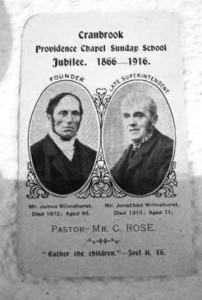 Cranbrook
Providence Chapel Sunday School
Jubilee. 1866—1916.
FOUNDER
LATE SUPERINTENDENT
Mr. James Wilmshurst,
Died 1872; Aged 60.
Mr. Jonathan Wilmshurst,
Died 1915; Aged 71.
PASTOR—MR. C. ROSE.
"Gather the children."—Joel ii. 16.